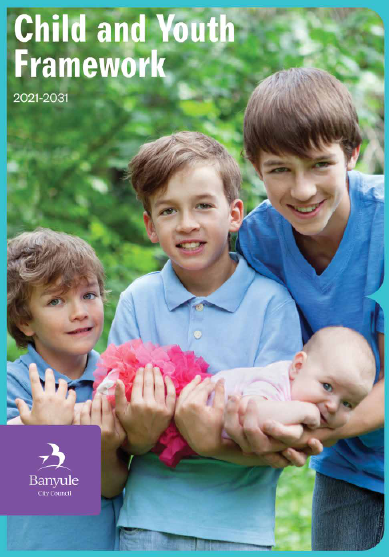 Child and Youth
Framework
2021-2031
Banyule
City Council